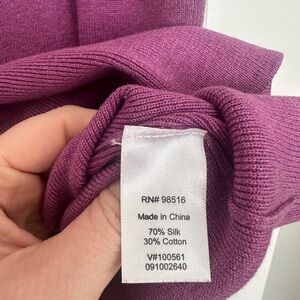 RN# 98516
Made in China
70% Silk
30% Cotton
V#100561
091002640